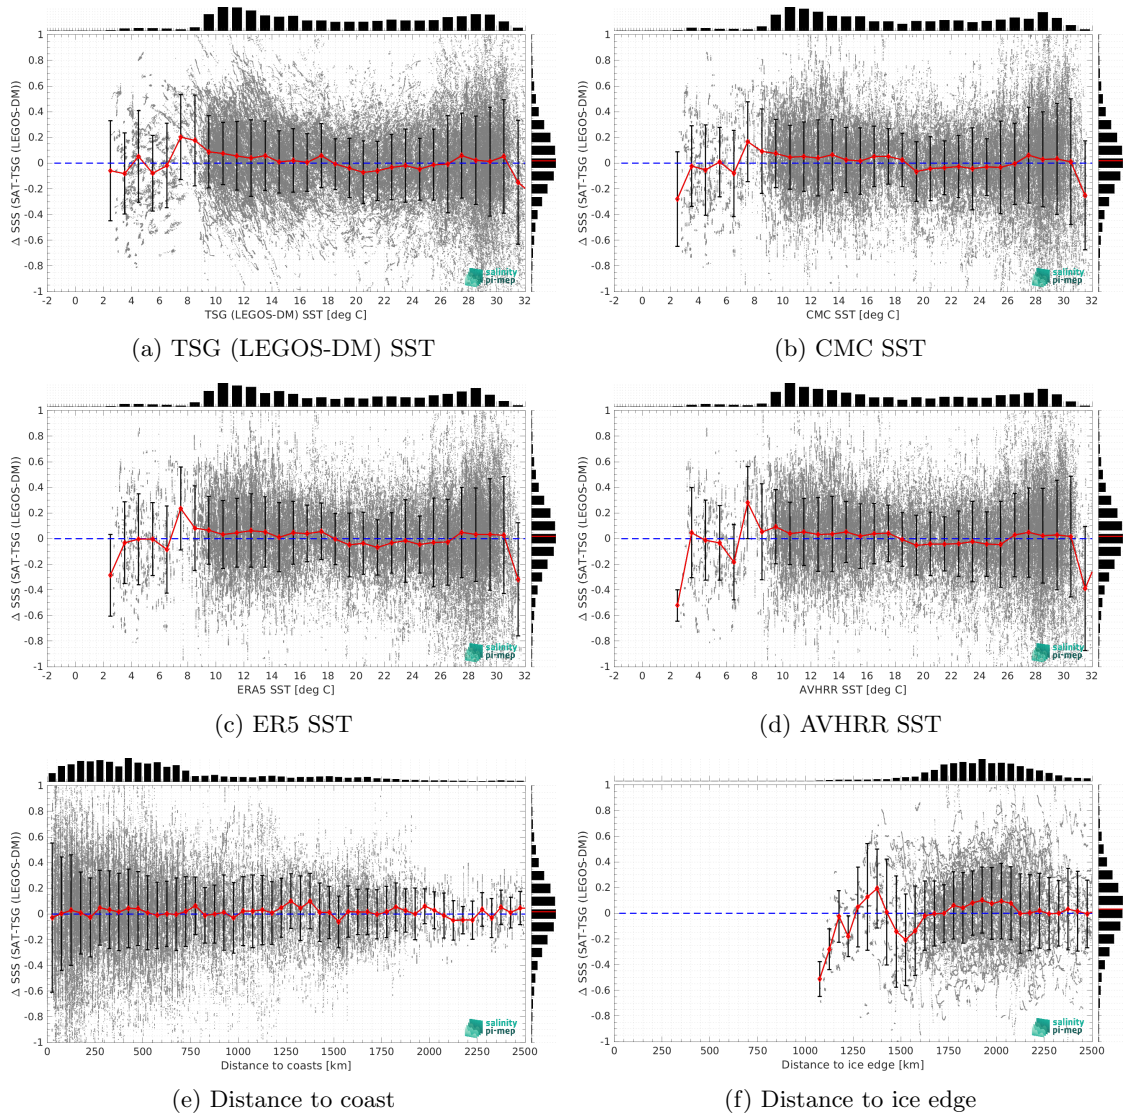 1
0.8
0.6
0.4
0.2
0
-0.2
-0.4
-0.6
-0.8
-1
Δ SSS (SAT-TSG (LEGOS-DM))
salinity
pi-mep
-2 0 2 4 6 8 10 12 14 16 18 20 22 24 26 28 30 32
TSG (LEGOS-DM) SST [deg C]
(a) TSG (LEGOS-DM) SST
1
0.8
0.6
0.4
0.2
0
-0.2
-0.4
-0.6
-0.8
-1
Δ SSS (SAT-TSG (LEGOS-DM))
salinity
pi-mep
-2 0 2 4 6 8 10 12 14 16 18 20 22 24 26 28 30 32
CMC SST [deg C]
(b) CMC SST
1
0.8
0.6
0.4
0.2
0
-0.2
-0.4
-0.6
-0.8
-1
Δ SSS (SAT-TSG (LEGOS-DM))
salinity
pi-mep
-2 0 2 4 6 8 10 12 14 16 18 20 22 24 26 28 30 32
ERA5 SST [deg C]
(c) ER5 SST
1
0.8
0.6
0.4
0.2
0
-0.2
-0.4
-0.6
-0.8
-1
Δ SSS (SAT-TSG (LEGOS-DM))
salinity
pi-mep
-2 0 2 4 6 8 10 12 14 16 18 20 22 24 26 28 30 32
AVHRR SST [deg C]
(d) AVHRR SST
1
0.8
0.6
0.4
0.2
0
-0.2
-0.4
-0.6
-0.8
-1
Δ SSS (SAT-TSG (LEGOS-DM))
salinity
pi-mep
0 250 500 750 1000 1250 1500 1750 2000 2250 2500
Distance to coasts [km]
(e) Distance to coast
1
0.8
0.6
0.4
0.2
0
-0.2
-0.4
-0.6
-0.8
-1
Δ SSS (SAT-TSG (LEGOS-DM))
salinity
pi-mep
0 250 500 750 1000 1250 1500 1750 2000 2250 2500
Distance to ice edge [km]
(f) Distance to ice edge